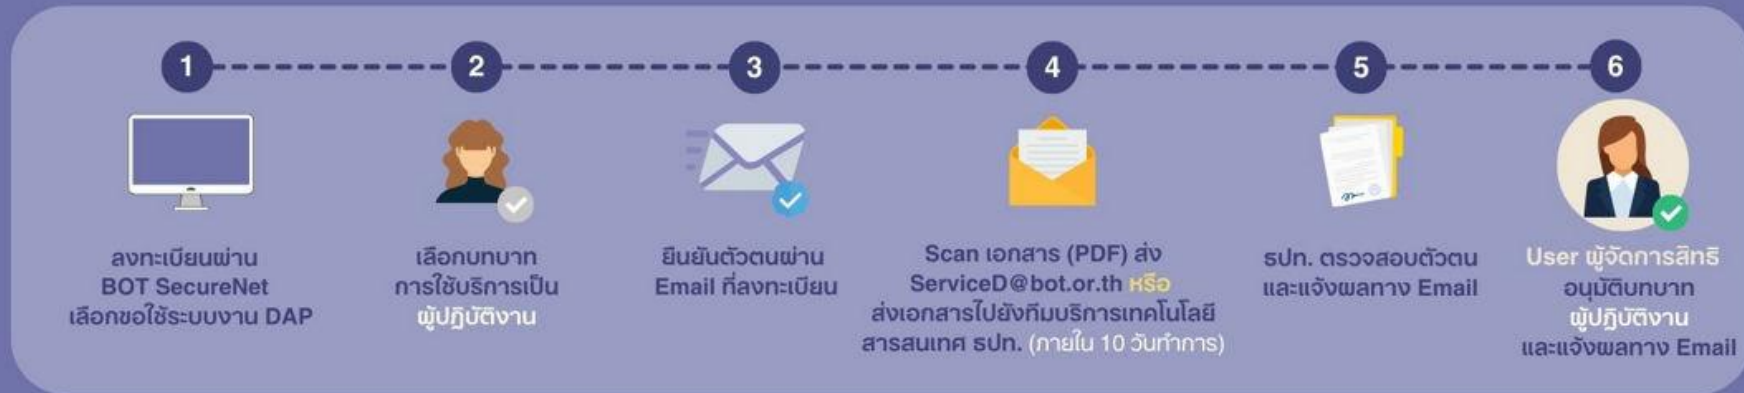 1
2
3
4
5
6
ลงทะเบียนผ่าน
BOT SecureNet
เลือกขอใช้ระบบงาน DAP
เลือกบทบาท
การใช้บริการเป็น
ผู้ปฏิบัติงาน
ยืนยันตัวตนผ่าน
Email ที่ลงทะเบียน
Scan เอกสาร (PDF) ส่ง
ServiceD@bot.or.th หรือ
ส่งเอกสารไปยังทีมบริการเทคโนโลยี
สารสนเทศ ธปท. (ภายใน 10 วันทำการ)
ธปท. ตรวจสอบตัวตน
และแจ้งผลทาง Email
User ผู้จัดการสิทธิ
อนุมัติบทบาท
ผู้ปฏิบัติงาน
และแจ้งผลทาง Email